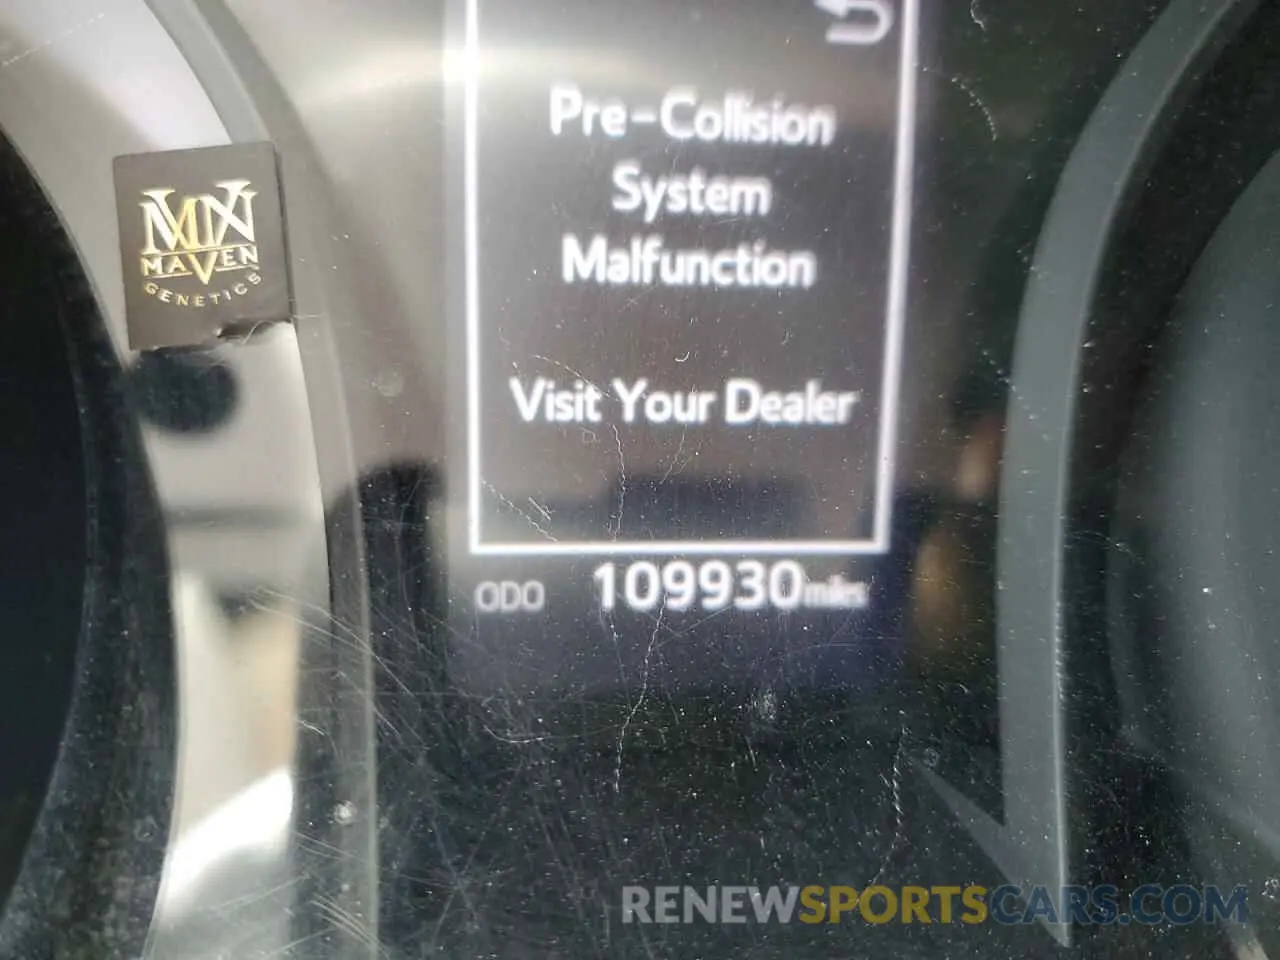 Pre-Collision
System
Malfunction
Visit Your Dealer
ODO 109930 miles
MVN
MAVEN
GENETICS
RENEWSPORTSCARS.COM